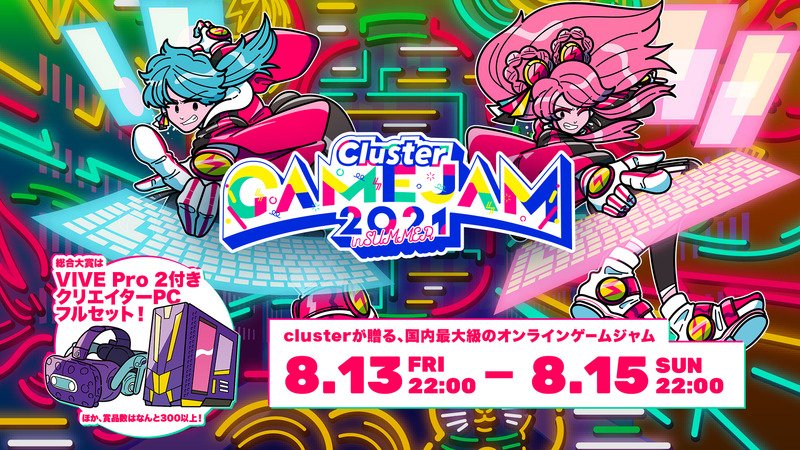 Cluster
GAMEJAM
2021
in SUMMER
総合大賞は
VIVE Pro 2付き
クリエイターPC
フルセット！
ほか、賞品数はなんと300以上！
clusterが贈る、国内最大級のオンラインゲームジャム
8.13 FRI 22:00 – 8.15 SUN 22:00